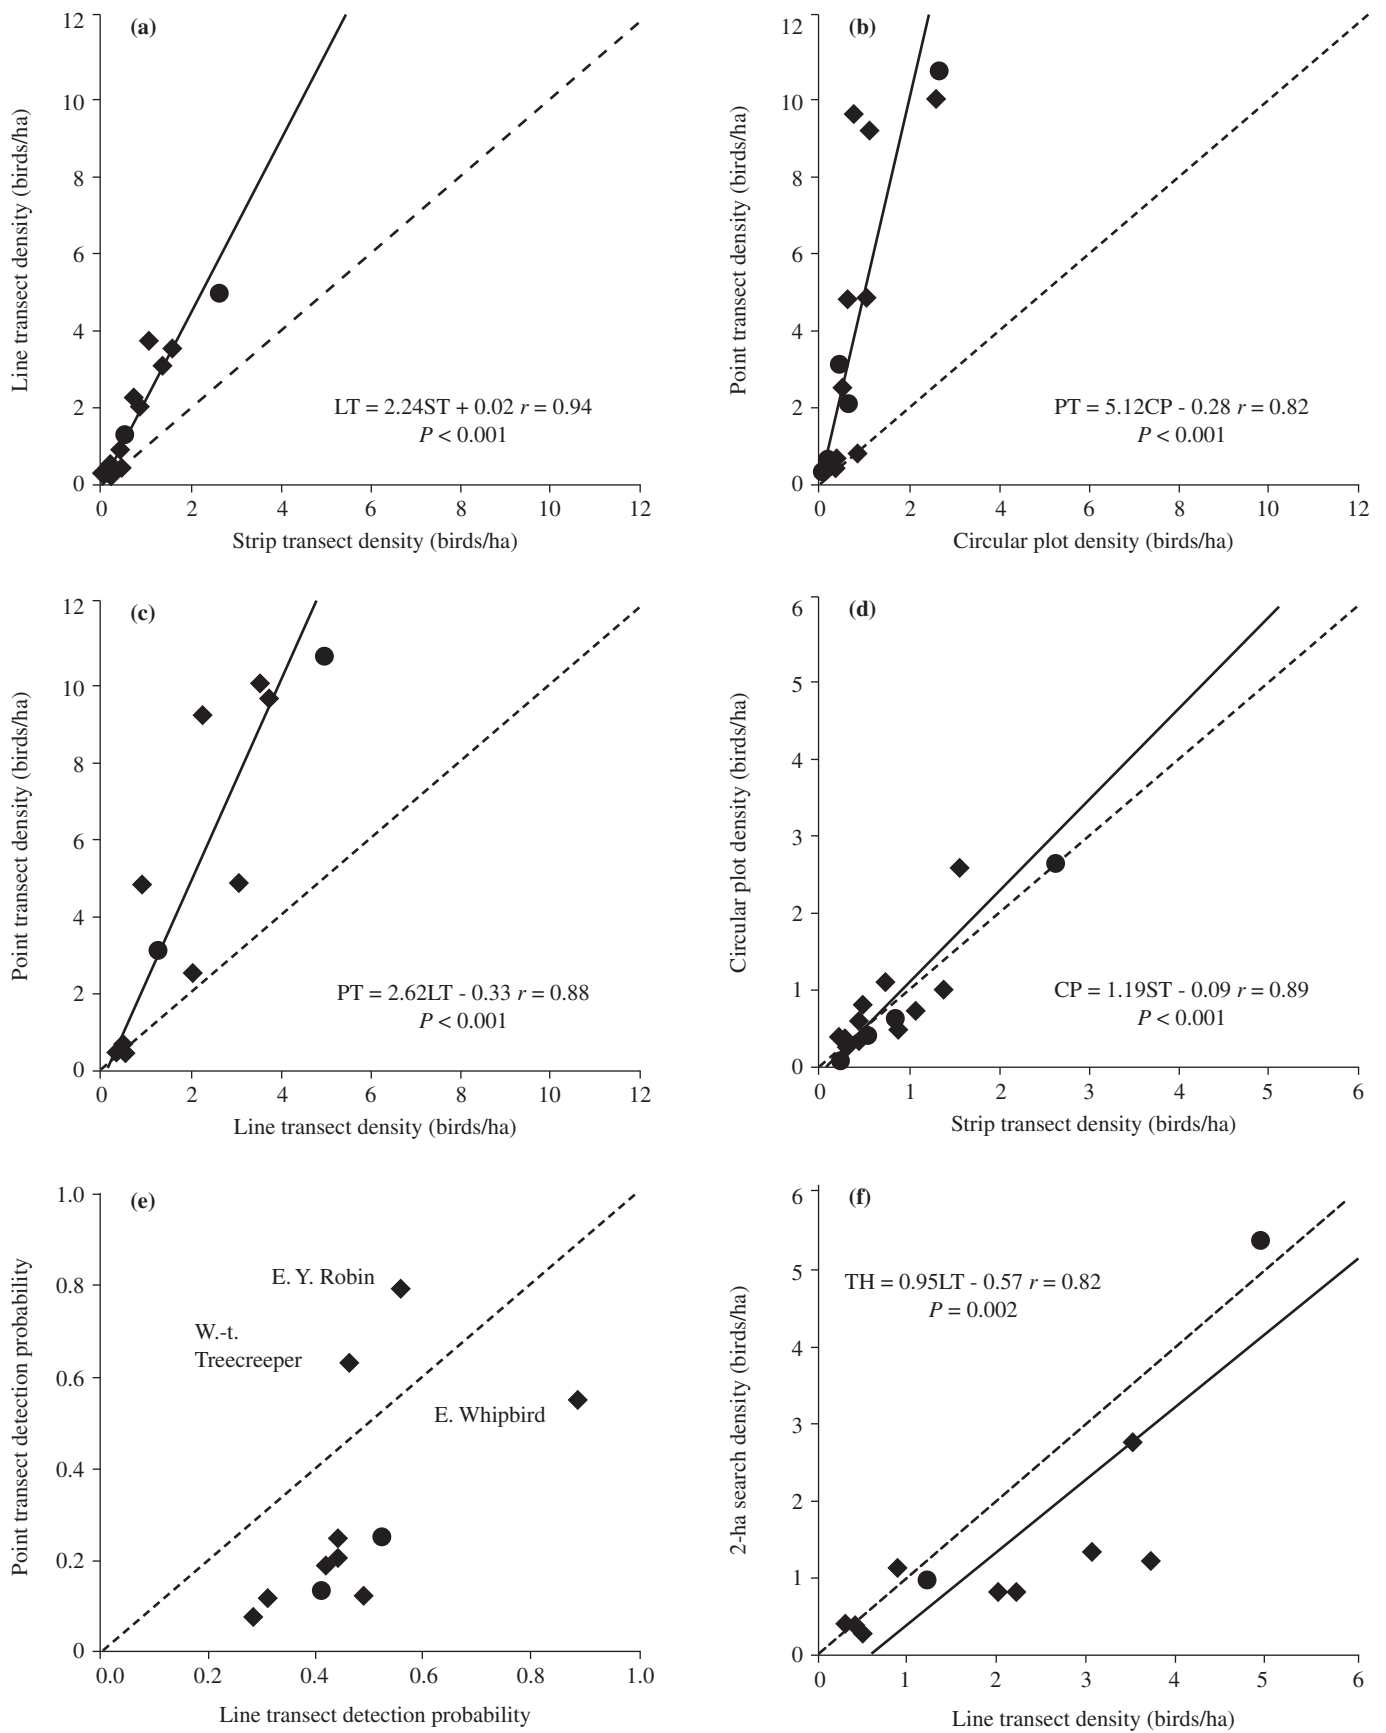 (a)
12
10
8
6
4
2
0
Line transect density (birds/ha)
LT = 2.24ST + 0.02 r = 0.94
P < 0.001
0 2 4 6 8 10 12
Strip transect density (birds/ha)
(b)
12
10
8
6
4
2
0
Point transect density (birds/ha)
PT = 5.12CP - 0.28 r = 0.82
P < 0.001
0 2 4 6 8 10 12
Circular plot density (birds/ha)
(c)
12
10
8
6
4
2
0
Point transect density (birds/ha)
PT = 2.62LT - 0.33 r = 0.88
P < 0.001
0 2 4 6 8 10 12
Line transect density (birds/ha)
(d)
6
5
4
3
2
1
0
Circular plot density (birds/ha)
CP = 1.19ST - 0.09 r = 0.89
P < 0.001
0 1 2 3 4 5 6
Strip transect density (birds/ha)
(e)
1.0
0.8
0.6
0.4
0.2
0
Point transect detection probability
E. Y. Robin
W.-t.
Treecreeper
E. Whipbird
0.0 0.2 0.4 0.6 0.8 1.0
Line transect detection probability
(f)
6
5
4
3
2
1
0
2-ha search density (birds/ha)
TH = 0.95LT - 0.57 r = 0.82
P = 0.002
0 1 2 3 4 5 6
Line transect density (birds/ha)